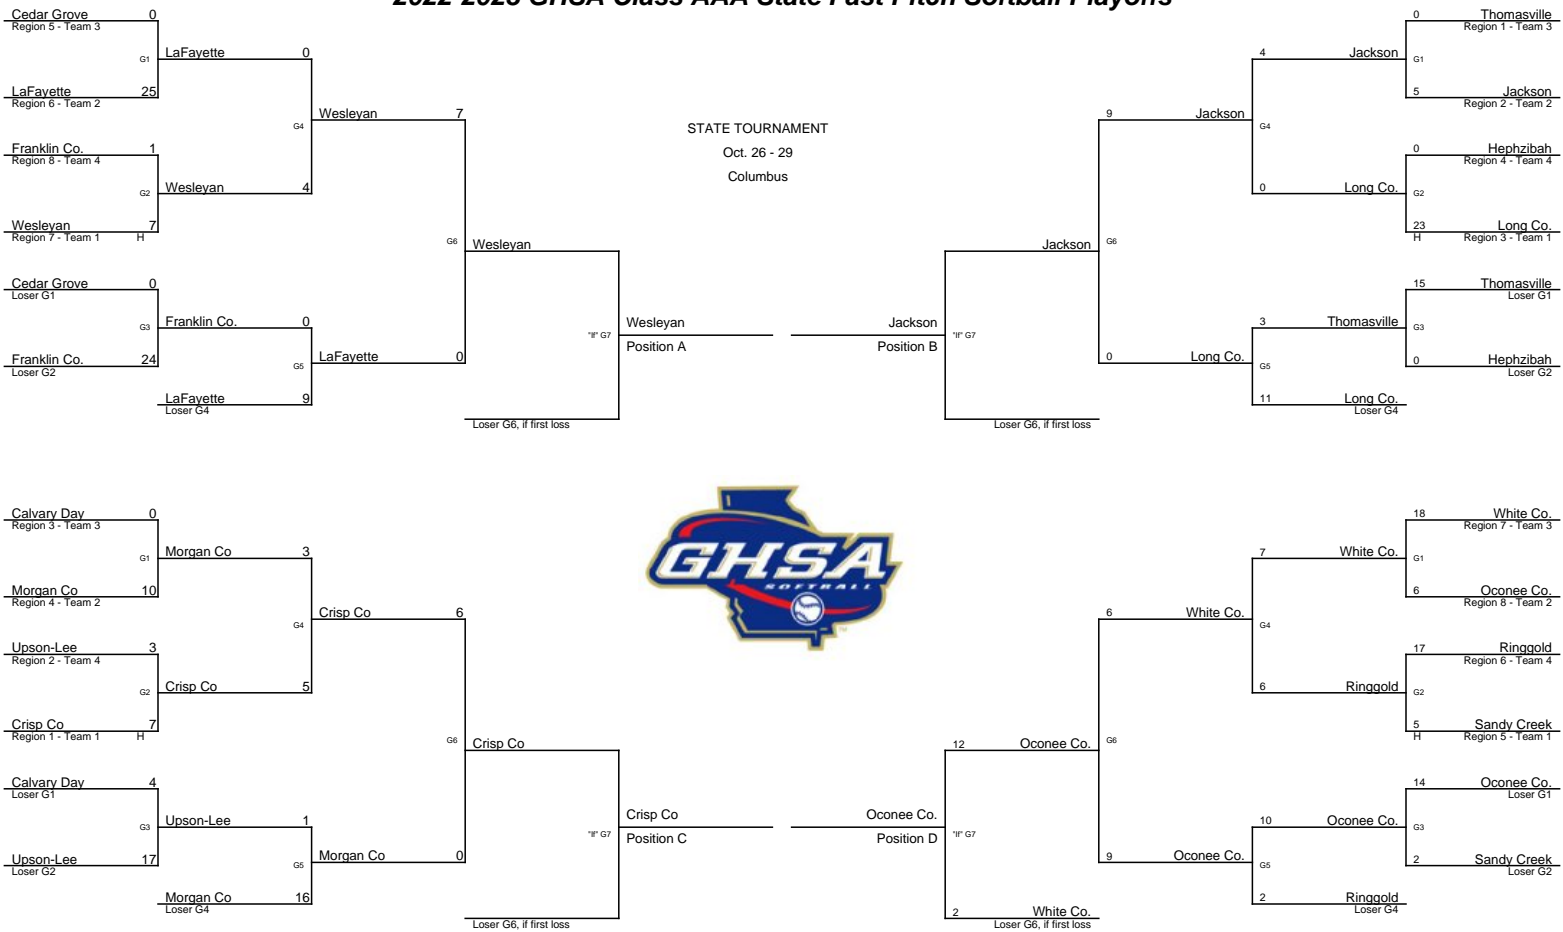 2022-2023 GHSA Class AAA State Fast Pitch Softball Playoffs
Cedar Grove 0
Region 5 - Team 3
G1
LaFayette 0
LaFayette 25
Region 6 - Team 2
G4
Wesleyan 7
Franklin Co. 1
Region 8 - Team 4
G2
Wesleyan 4
Wesleyan 7
Region 7 - Team 1 H
G6
Wesleyan
Cedar Grove 0
Loser G1
G3
Franklin Co. 0
Franklin Co. 24
Loser G2
G5
LaFayette 0
LaFayette 9
Loser G4
"If" G7
Wesleyan
Position A
Loser G6, if first loss
STATE TOURNAMENT
Oct. 26 - 29
Columbus
0 Thomasville
Region 1 - Team 3
4 Jackson
G1
5 Jackson
Region 2 - Team 2
9 Jackson
G4
0 Hephzibah
Region 4 - Team 4
0 Long Co.
G2
23 Long Co.
H Region 3 - Team 1
Jackson
G6
15 Thomasville
Loser G1
3 Thomasville
G3
0 Hephzibah
Loser G2
0 Long Co.
G5
11 Long Co.
Loser G4
Jackson
Position B
"If" G7
Loser G6, if first loss
GHSA
SOFTBALL
TM
Calvary Day 0
Region 3 - Team 3
G1
Morgan Co 3
Morgan Co 10
Region 4 - Team 2
G4
Crisp Co 6
Upson-Lee 3
Region 2 - Team 4
G2
Crisp Co 5
Crisp Co 7
Region 1 - Team 1 H
G6
Crisp Co
Calvary Day 4
Loser G1
G3
Upson-Lee 1
Upson-Lee 17
Loser G2
G5
Morgan Co 0
Morgan Co 16
Loser G4
"If" G7
Crisp Co
Position C
Loser G6, if first loss
18 White Co.
Region 7 - Team 3
7 White Co.
G1
6 Oconee Co.
Region 8 - Team 2
6 White Co.
G4
17 Ringgold
Region 6 - Team 4
6 Ringgold
G2
5 Sandy Creek
H Region 5 - Team 1
12 Oconee Co.
G6
14 Oconee Co.
Loser G1
10 Oconee Co.
G3
2 Sandy Creek
Loser G2
9 Oconee Co.
G5
2 Ringgold
Loser G4
Oconee Co.
Position D
"If" G7
2 White Co.
Loser G6, if first loss